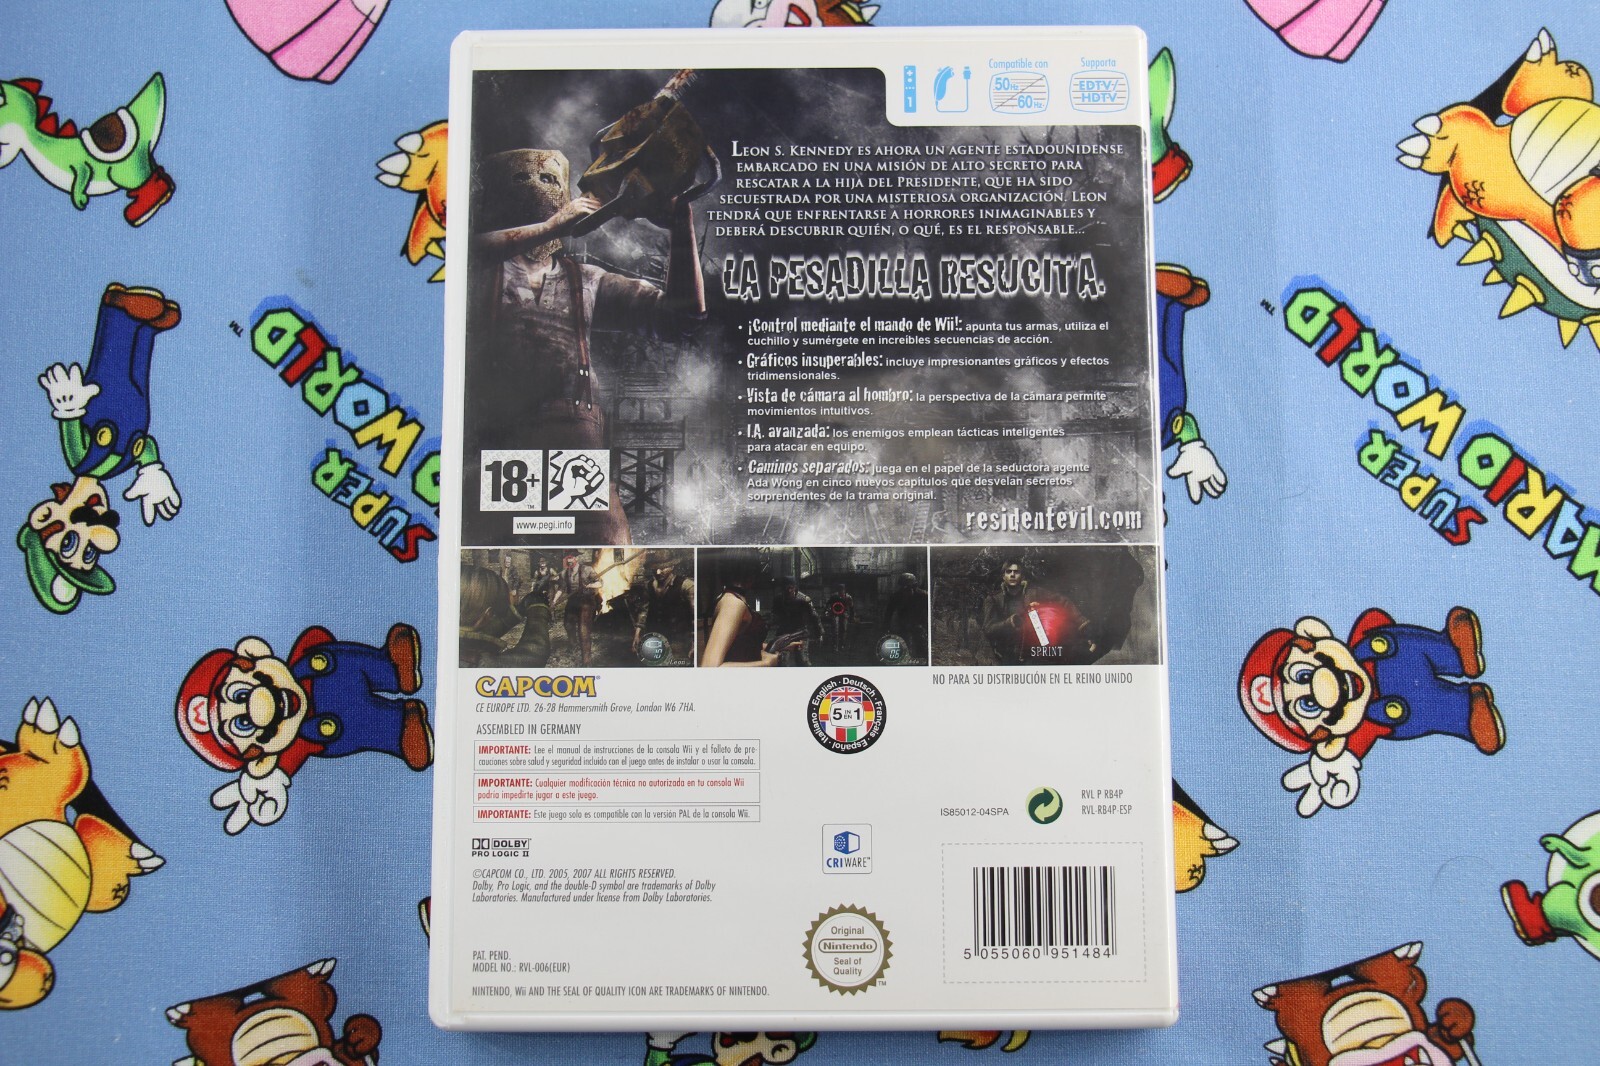 Compatible con
Supporta
1
50Hz
60Hz
EDTV/
HDTV
LEON S. KENNEDY ES AHORA UN AGENTE ESTADOUNIDENSE
EMBARCADO EN UNA MISIÓN DE ALTO SECRETO PARA
RESCATAR A LA HIJA DEL PRESIDENTE, QUE HA SIDO
SECUESTRADA POR UNA MISTERIOSA ORGANIZACIÓN. LEON
TENDRÁ QUE ENFRENTARSE A HORRORES INIMAGINABLES Y
DEBERÁ DESCUBRIR QUIÉN, O QUÉ, ES EL RESPONSABLE...
LA PESADILLA RESUCITA.
• ¡Control mediante el mando de Wii!: apunta tus armas, utiliza el
cuchillo y sumérgete en increíbles secuencias de acción.
• Gráficos insuperables: incluye impresionantes gráficos y efectos
tridimensionales.
• Vista de cámara al hombro: la perspectiva de la cámara permite
movimientos intuitivos.
• I.A. avanzada: los enemigos emplean tácticas inteligentes
para atacar en equipo.
• Caminos separados: juega en el papel de la seductora agente
Ada Wong en cinco nuevos capítulos que desvelan secretos
sorprendentes de la trama original.
18+
www.pegi.info
residentevil.com
SPRINT
CAPCOM
CE EUROPE LTD. 26-28 Hammersmith Grove, London W6 7HA.
ASSEMBLED IN GERMANY
NO PARA SU DISTRIBUCIÓN EN EL REINO UNIDO
English · Deutsch · Français · Español · Italiano
5 IN EN 1
IMPORTANTE: Lee el manual de instrucciones de la consola Wii y el folleto de pre-
cauciones sobre salud y seguridad incluido con el juego antes de instalar o usar la consola.
IMPORTANTE: Cualquier modificación técnica no autorizada en tu consola Wii
podría impedirte jugar a este juego.
IMPORTANTE: Este juego solo es compatible con la versión PAL de la consola Wii.
IS85012-04SPA
RVL P RB4P
RVL-RB4P-ESP
DOLBY
PRO LOGIC II
CRIWARE™
©CAPCOM CO., LTD. 2005, 2007 ALL RIGHTS RESERVED.
Dolby, Pro Logic, and the double-D symbol are trademarks of Dolby
Laboratories. Manufactured under license from Dolby Laboratories.
Original
Nintendo
Seal of
Quality
TM
5 055060 951484
PAT. PEND.
MODEL NO.: RVL-006(EUR)
NINTENDO, Wii AND THE SEAL OF QUALITY ICON ARE TRADEMARKS OF NINTENDO.
SUPER
MARIO WORLD™
SUPER
MARIO WORLD™